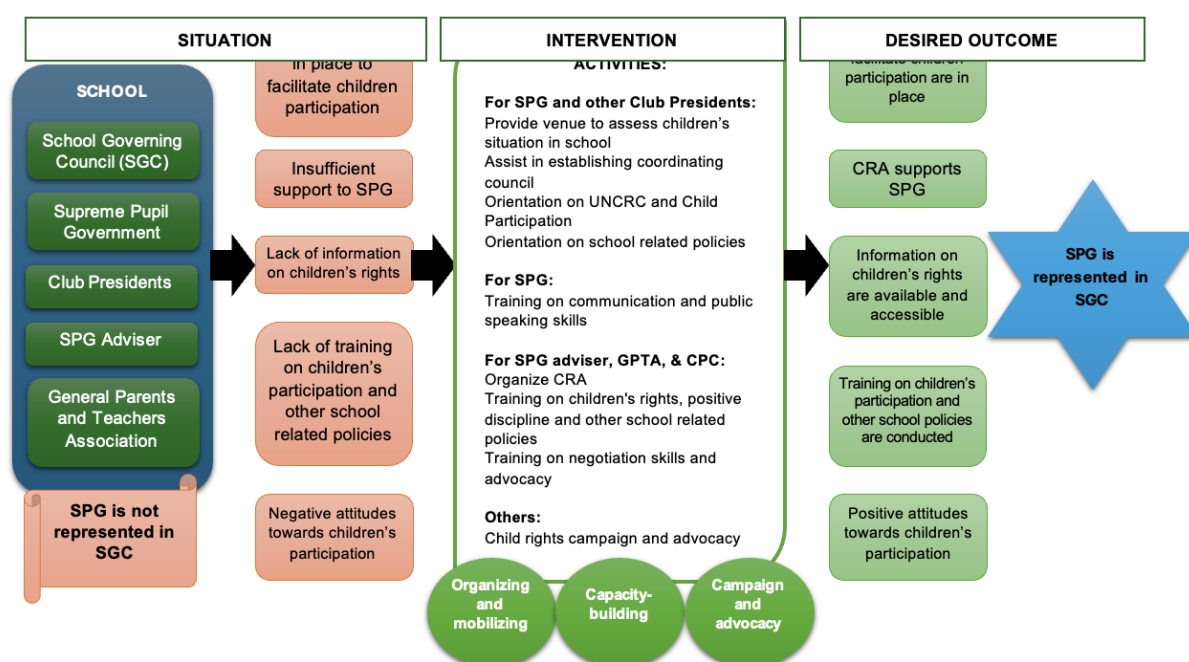 SITUATION
INTERVENTION
DESIRED OUTCOME
SCHOOL
School Governing
Council (SGC)
Supreme Pupil
Government
Club Presidents
SPG Adviser
General Parents
and Teachers
Association
SPG is not
represented in
SGC
in place to
facilitate children
participation
Insufficient
support to SPG
Lack of information
on children's rights
Lack of training
on children's
participation and
other school
related policies
Negative attitudes
towards children's
participation
ACTIVITIES:
For SPG and other Club Presidents:
Provide venue to assess children's
situation in school
Assist in establishing coordinating
council
Orientation on UNCRC and Child
Participation
Orientation on school related policies
For SPG:
Training on communication and public
speaking skills
For SPG adviser, GPTA, & CPC:
Organize CRA
Training on children's rights, positive
discipline and other school related
policies
Training on negotiation skills and
advocacy
Others:
Child rights campaign and advocacy
Organizing
and
mobilizing
Capacity-
building
Campaign
and
advocacy
facilitate children
participation are in
place
CRA supports
SPG
Information on
children's rights
are available and
accessible
Training on children's
participation and
other school policies
are conducted
Positive attitudes
towards children's
participation
SPG is
represented in
SGC